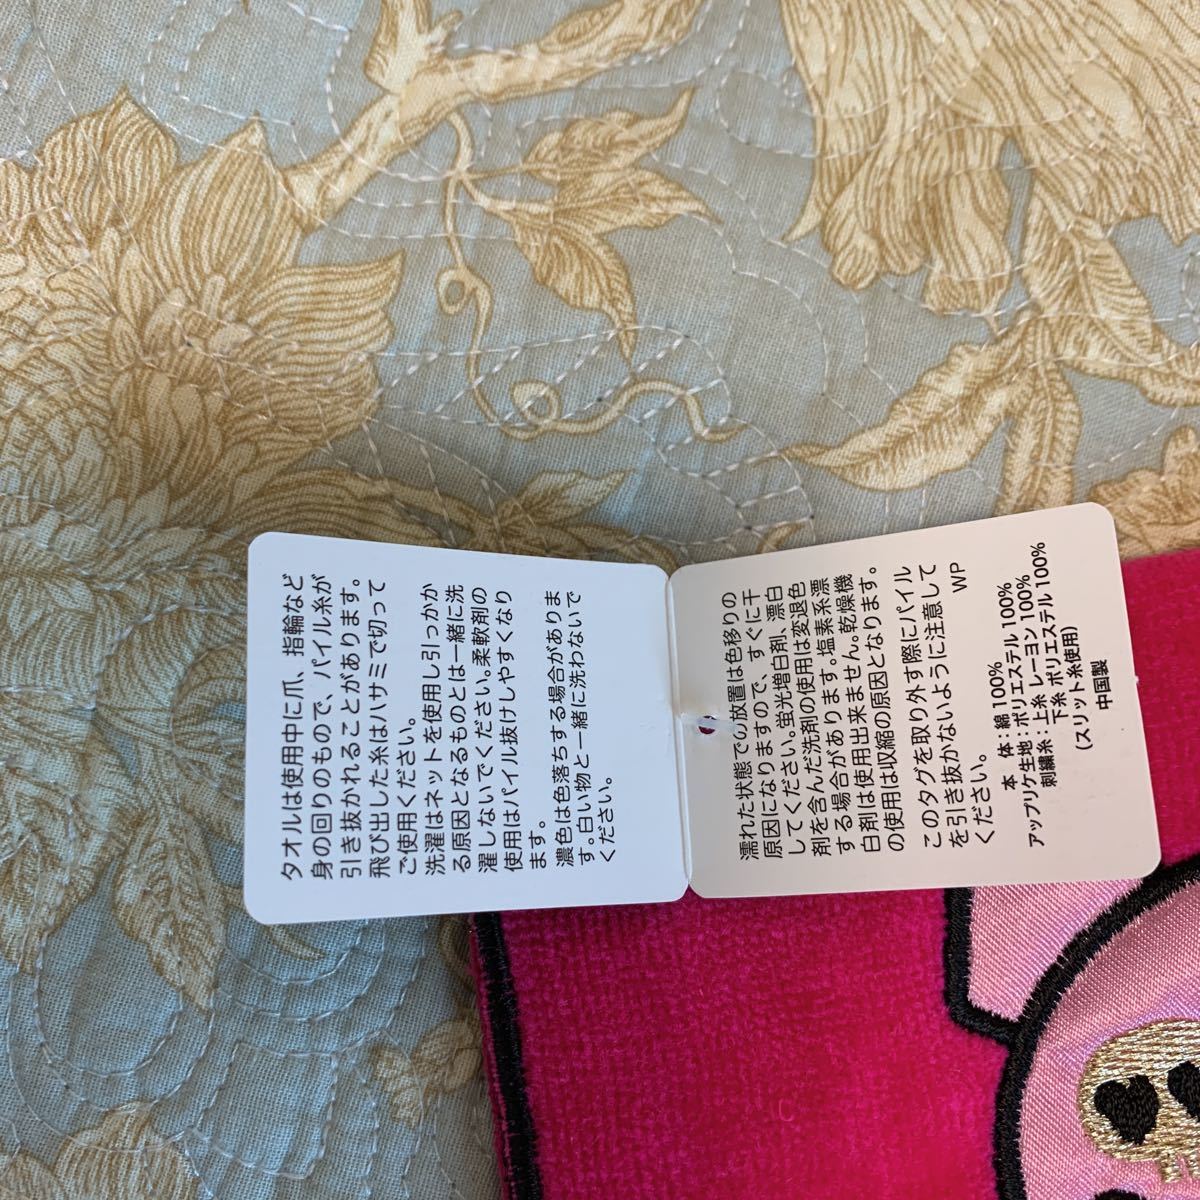 タオルは使用中に爪、指輪など
身の回りのもので、パイル糸が
引き抜かれることがあります。
飛び出した糸はハサミで切って
ご使用ください。
洗濯はネットを使用し引っかか
る原因となるものとは一緒に洗
濯しないでください。柔軟剤の
使用はパイル抜けしやすくなり
ます。
濃色は色落ちする場合がありま
す。白い物と一緒に洗わないで
ください。
濡れた状態での放置は色移りの
原因になりますので、すぐに干
してください。蛍光増白剤、漂白
剤を含んだ洗剤の使用は変退色
する場合があります。塩素系漂
白剤は使用出来ません。乾燥機
の使用は収縮の原因となります。
このタグを取り外す際にパイル
を引き抜かないように注意して
ください。
WP
本　体：綿 100%
アップリケ生地：ポリエステル 100%
刺繍糸：上糸 レーヨン 100%
下糸 ポリエステル 100%
（スリット糸使用）
中国製